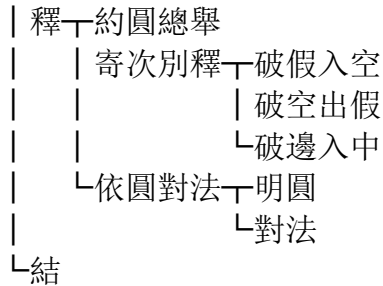 │釋┬約圓總舉
│　│寄次別釋┬破假入空
│　│　　　　│破空出假
│　│　　　　└破邊入中
│　└依圓對法┬明圓
│　　　　　　└對法
└結